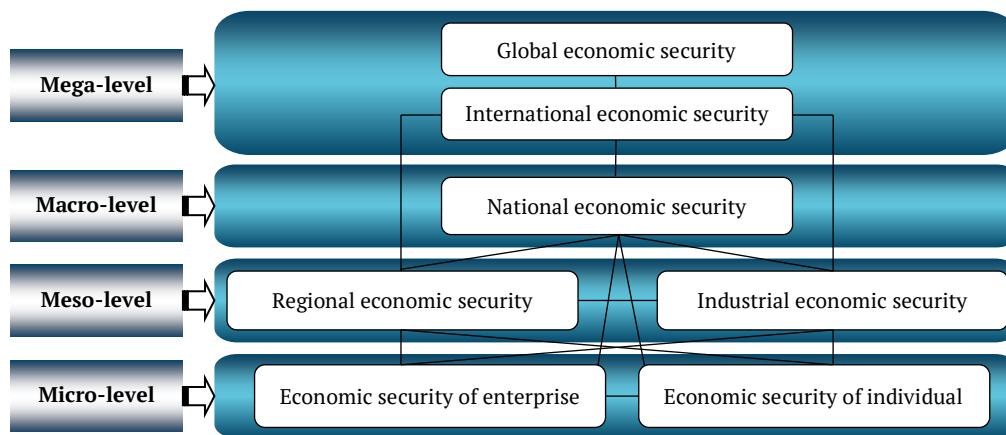 Mega-level
Global economic security
International economic security
Macro-level
National economic security
Meso-level
Regional economic security
Industrial economic security
Micro-level
Economic security of enterprise
Economic security of individual